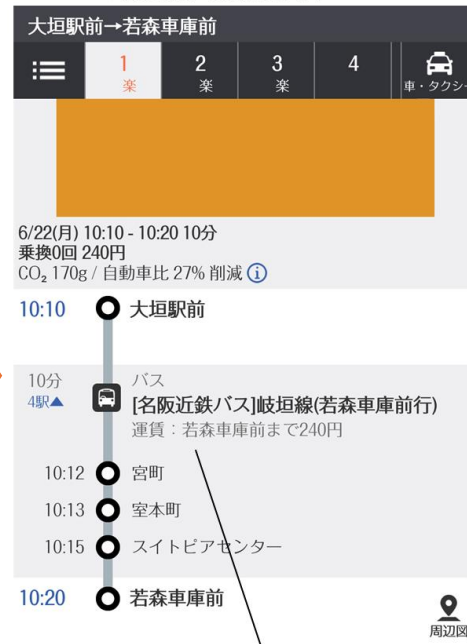 大垣駅前→若森車庫前
1 2 3 4
楽 楽 楽 車・タクシ
6/22(月) 10:10 - 10:20 10分
乗換0回 240円
CO₂ 170g / 自動車比 27% 削減 i
10:10 大垣駅前
10分 バス
4駅▲ [名阪近鉄バス]岐垣線(若森車庫前行)
運賃：若森車庫前まで240円
10:12 宮町
10:13 室本町
10:15 スイトピアセンター
10:20 若森車庫前
周辺図